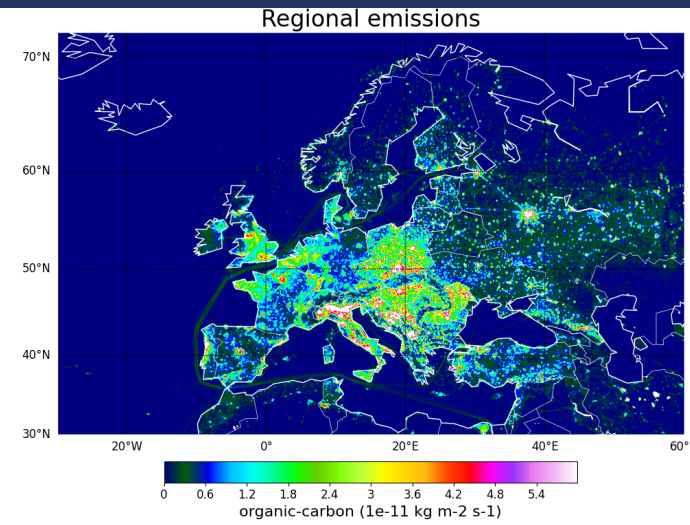 Regional emissions
70°N
60°N
50°N
40°N
30°N
20°W 0° 20°E 40°E 60°
0 0.6 1.2 1.8 2.4 3 3.6 4.2 4.8 5.4
organic-carbon (1e-11 kg m-2 s-1)